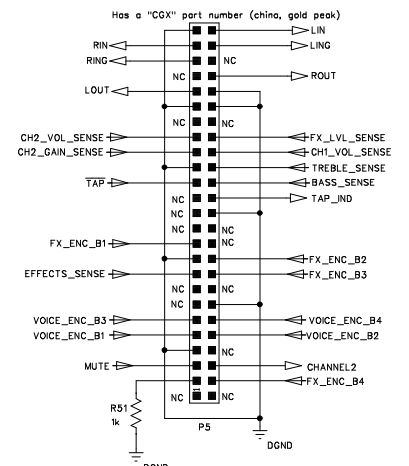 Has a "CGX" part number (china, gold peak)
LIN
RIN LING
RING NC
NC ROUT
LOUT
NC NC
CH2_VOL_SENSE FX_LVL_SENSE
CH2_GAIN_SENSE CH1_VOL_SENSE
TREBLE_SENSE
TAP BASS_SENSE
NC TAP_IND
NC
NC NC
FX_ENC_B1 NC
FX_ENC_B2
EFFECTS_SENSE FX_ENC_B3
NC NC
NC
VOICE_ENC_B3 VOICE_ENC_B4
VOICE_ENC_B1 VOICE_ENC_B2
NC
MUTE CHANNEL2
FX_ENC_B4
R51 NC 1 NC
1k
P5
DGND
DGND